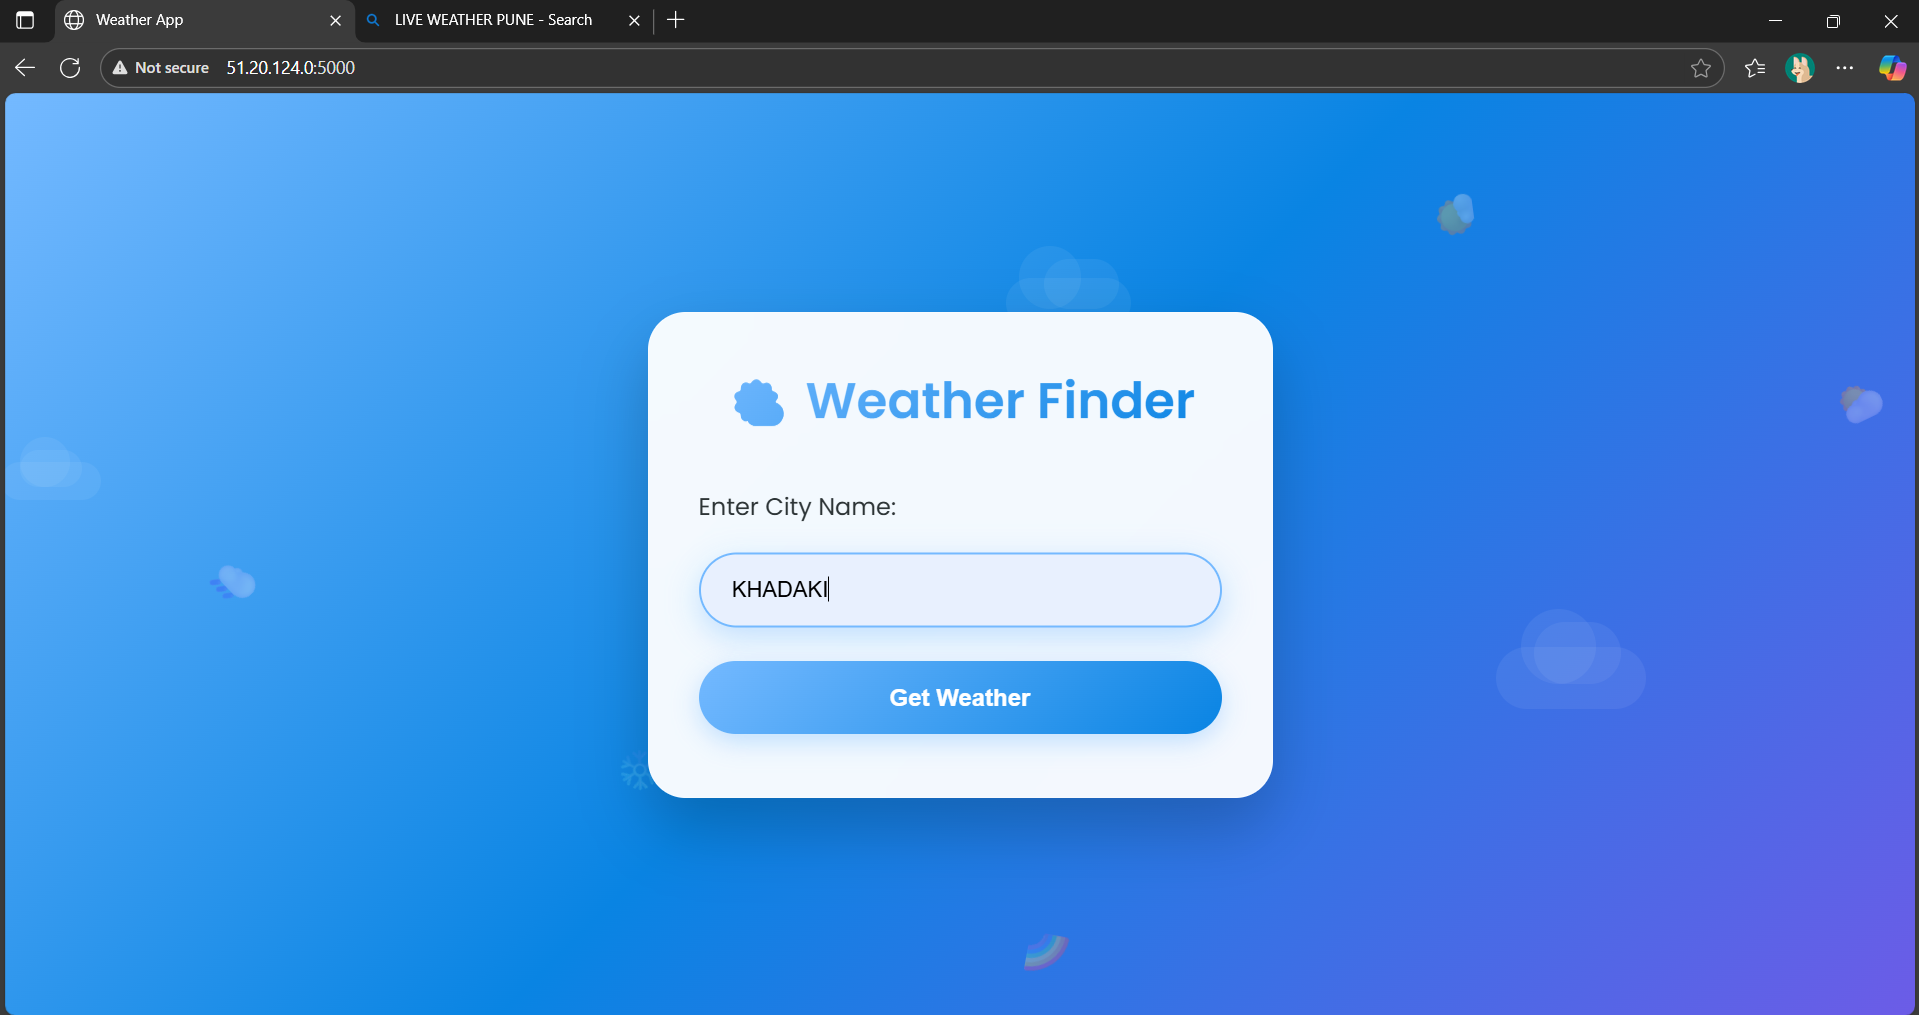 Weather App
LIVE WEATHER PUNE - Search
Not secure 51.20.124.0:5000
Weather Finder
Enter City Name:
KHADAKI
Get Weather